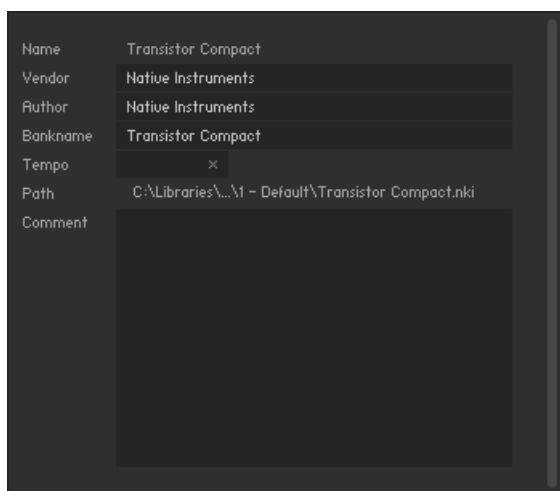 Name Transistor Compact
Vendor Native Instruments
Author Native Instruments
Bankname Transistor Compact
Tempo ×
Path C:\Libraries\...\1 - Default\Transistor Compact.nki
Comment